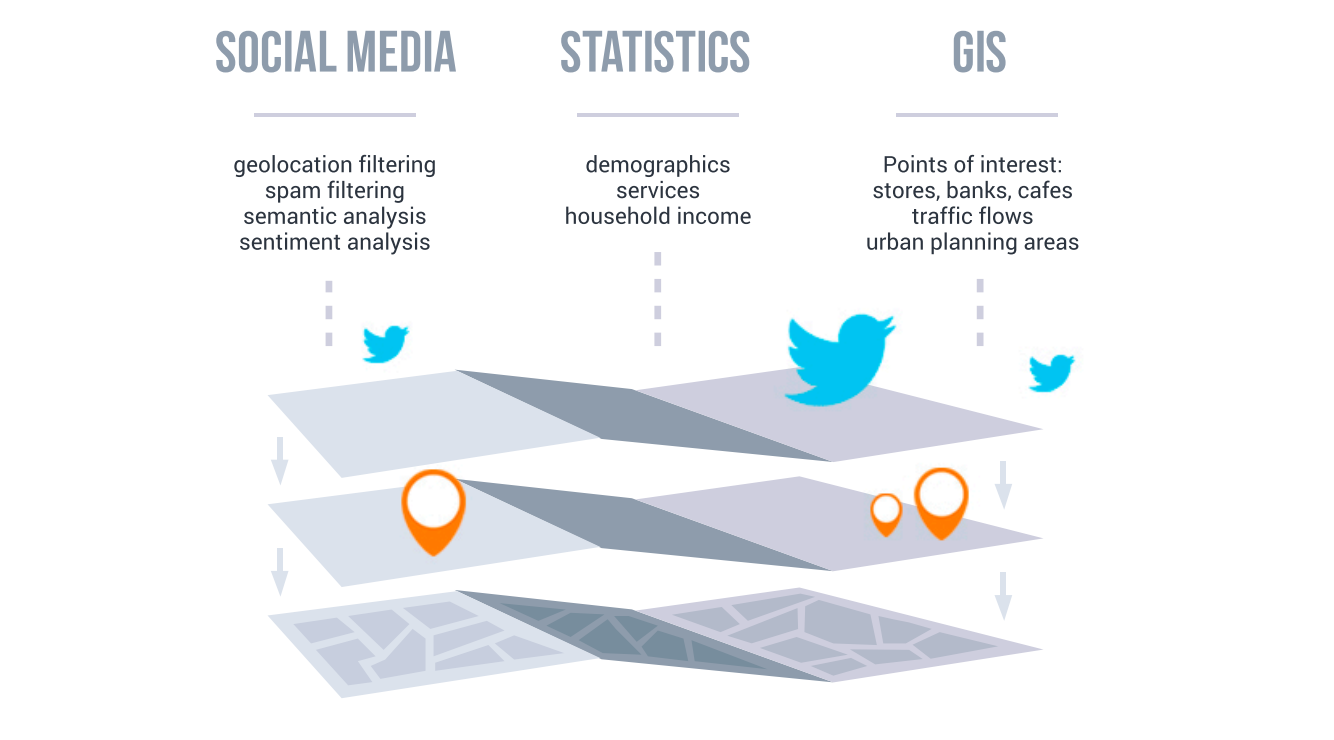 SOCIAL MEDIA
geolocation filtering
spam filtering
semantic analysis
sentiment analysis
STATISTICS
demographics
services
household income
GIS
Points of interest:
stores, banks, cafes
traffic flows
urban planning areas